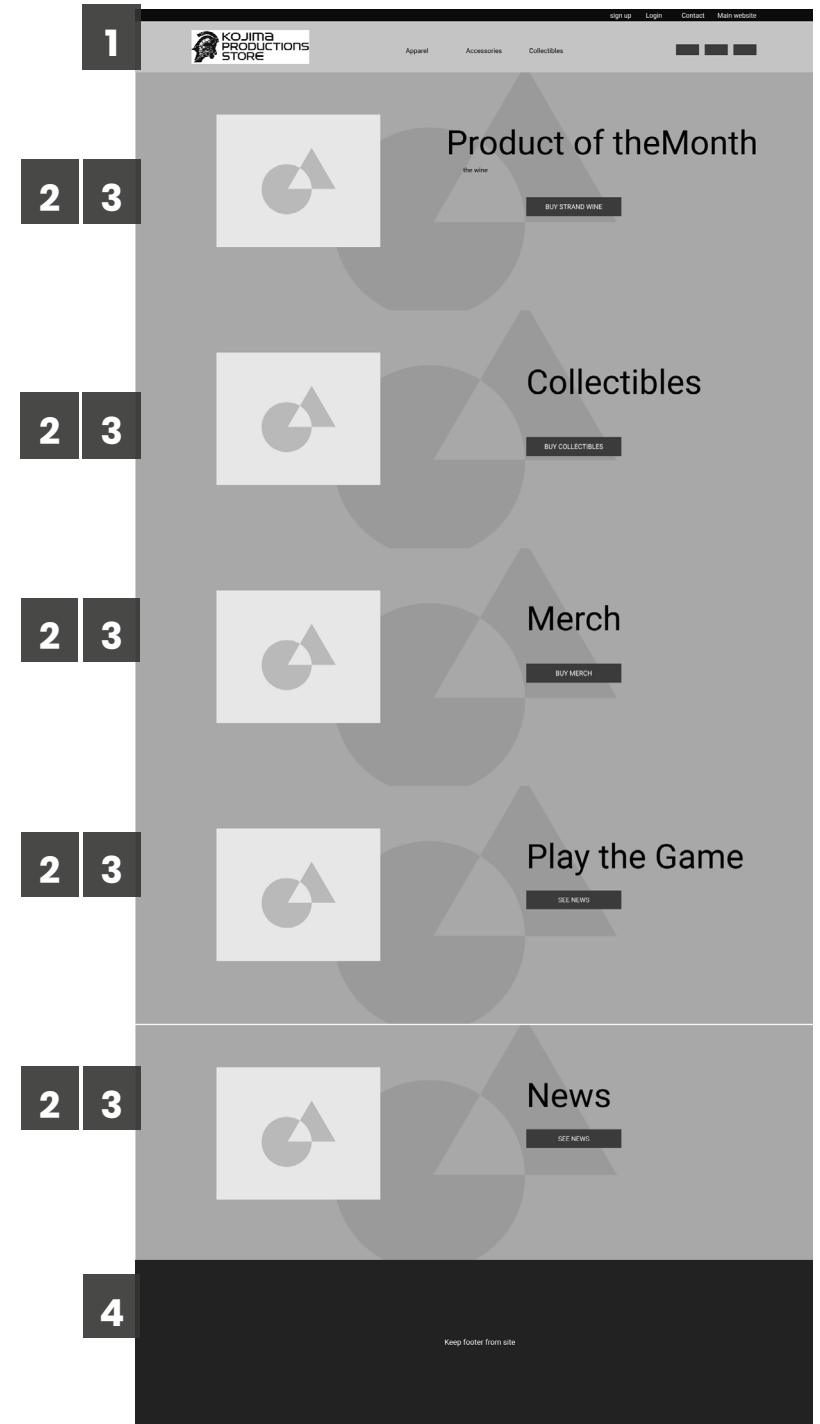 1
sign up Login Contact Main website
KOJIMA
PRODUCTIONS
STORE
Apparel Accessories Collectibles
2 3
Product of theMonth
the wine
BUY STRAND WINE
2 3
Collectibles
BUY COLLECTIBLES
2 3
Merch
BUY MERCH
2 3
Play the Game
SEE NEWS
2 3
News
SEE NEWS
4
Keep footer from site